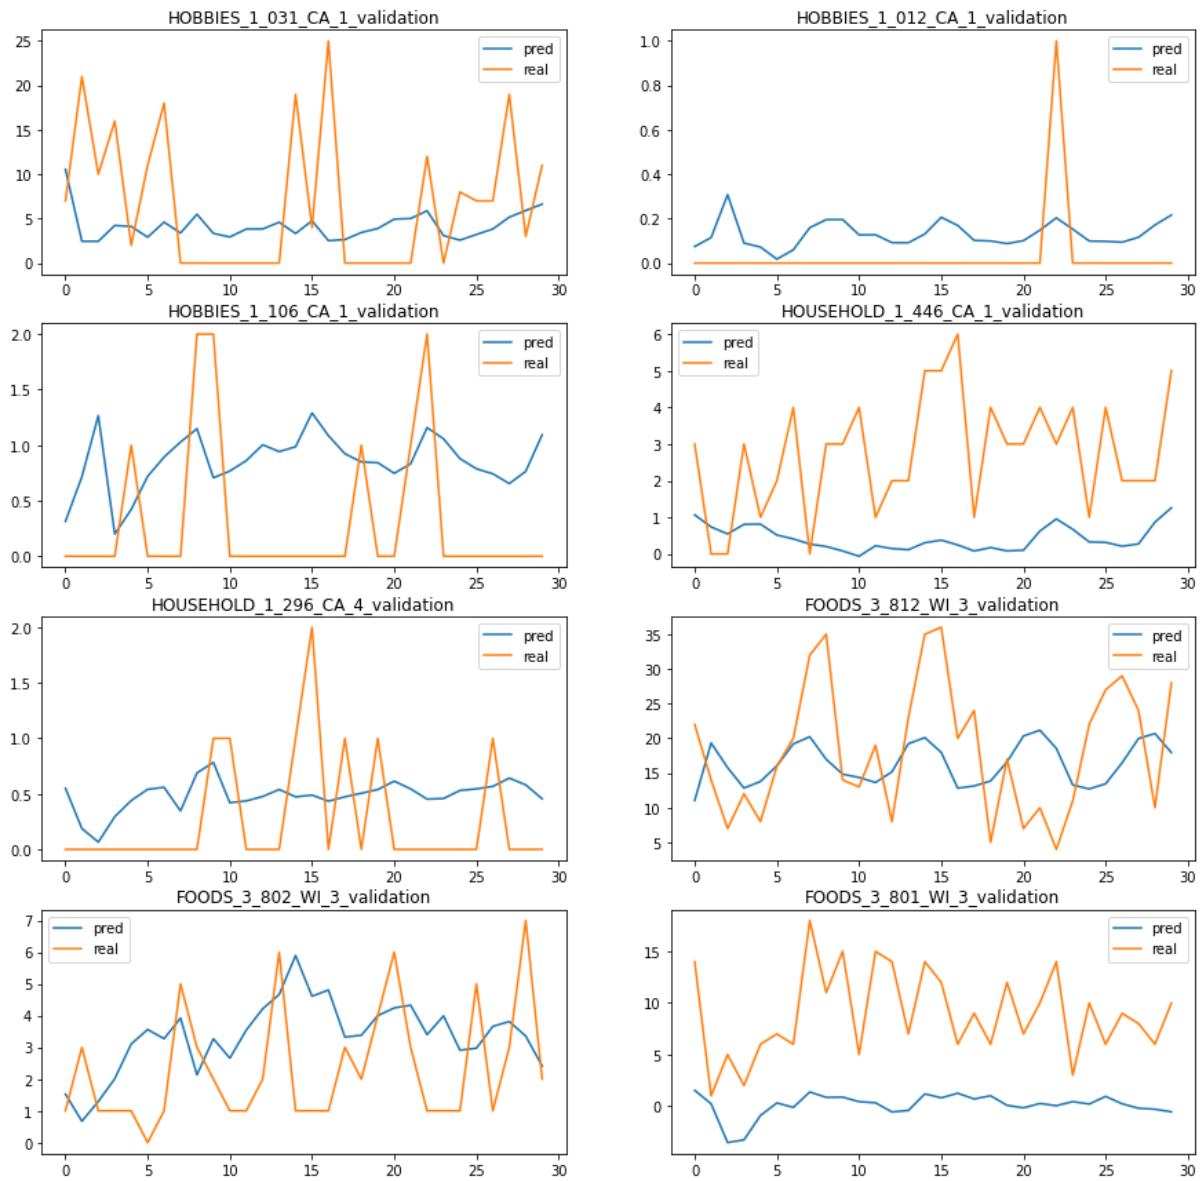 HOBBIES_1_031_CA_1_validation
25
20
15
10
5
0
pred
real
0 5 10 15 20 25 30
HOBBIES_1_012_CA_1_validation
1.0
0.8
0.6
0.4
0.2
0.0
pred
real
0 5 10 15 20 25 30
HOBBIES_1_106_CA_1_validation
2.0
1.5
1.0
0.5
0.0
pred
real
0 5 10 15 20 25 30
HOUSEHOLD_1_446_CA_1_validation
6
5
4
3
2
1
0
pred
real
0 5 10 15 20 25 30
HOUSEHOLD_1_296_CA_4_validation
2.0
1.5
1.0
0.5
0.0
pred
real
0 5 10 15 20 25 30
FOODS_3_812_WI_3_validation
35
30
25
20
15
10
5
pred
real
0 5 10 15 20 25 30
FOODS_3_802_WI_3_validation
7
6
5
4
3
2
1
0
pred
real
0 5 10 15 20 25 30
FOODS_3_801_WI_3_validation
15
10
5
0
pred
real
0 5 10 15 20 25 30